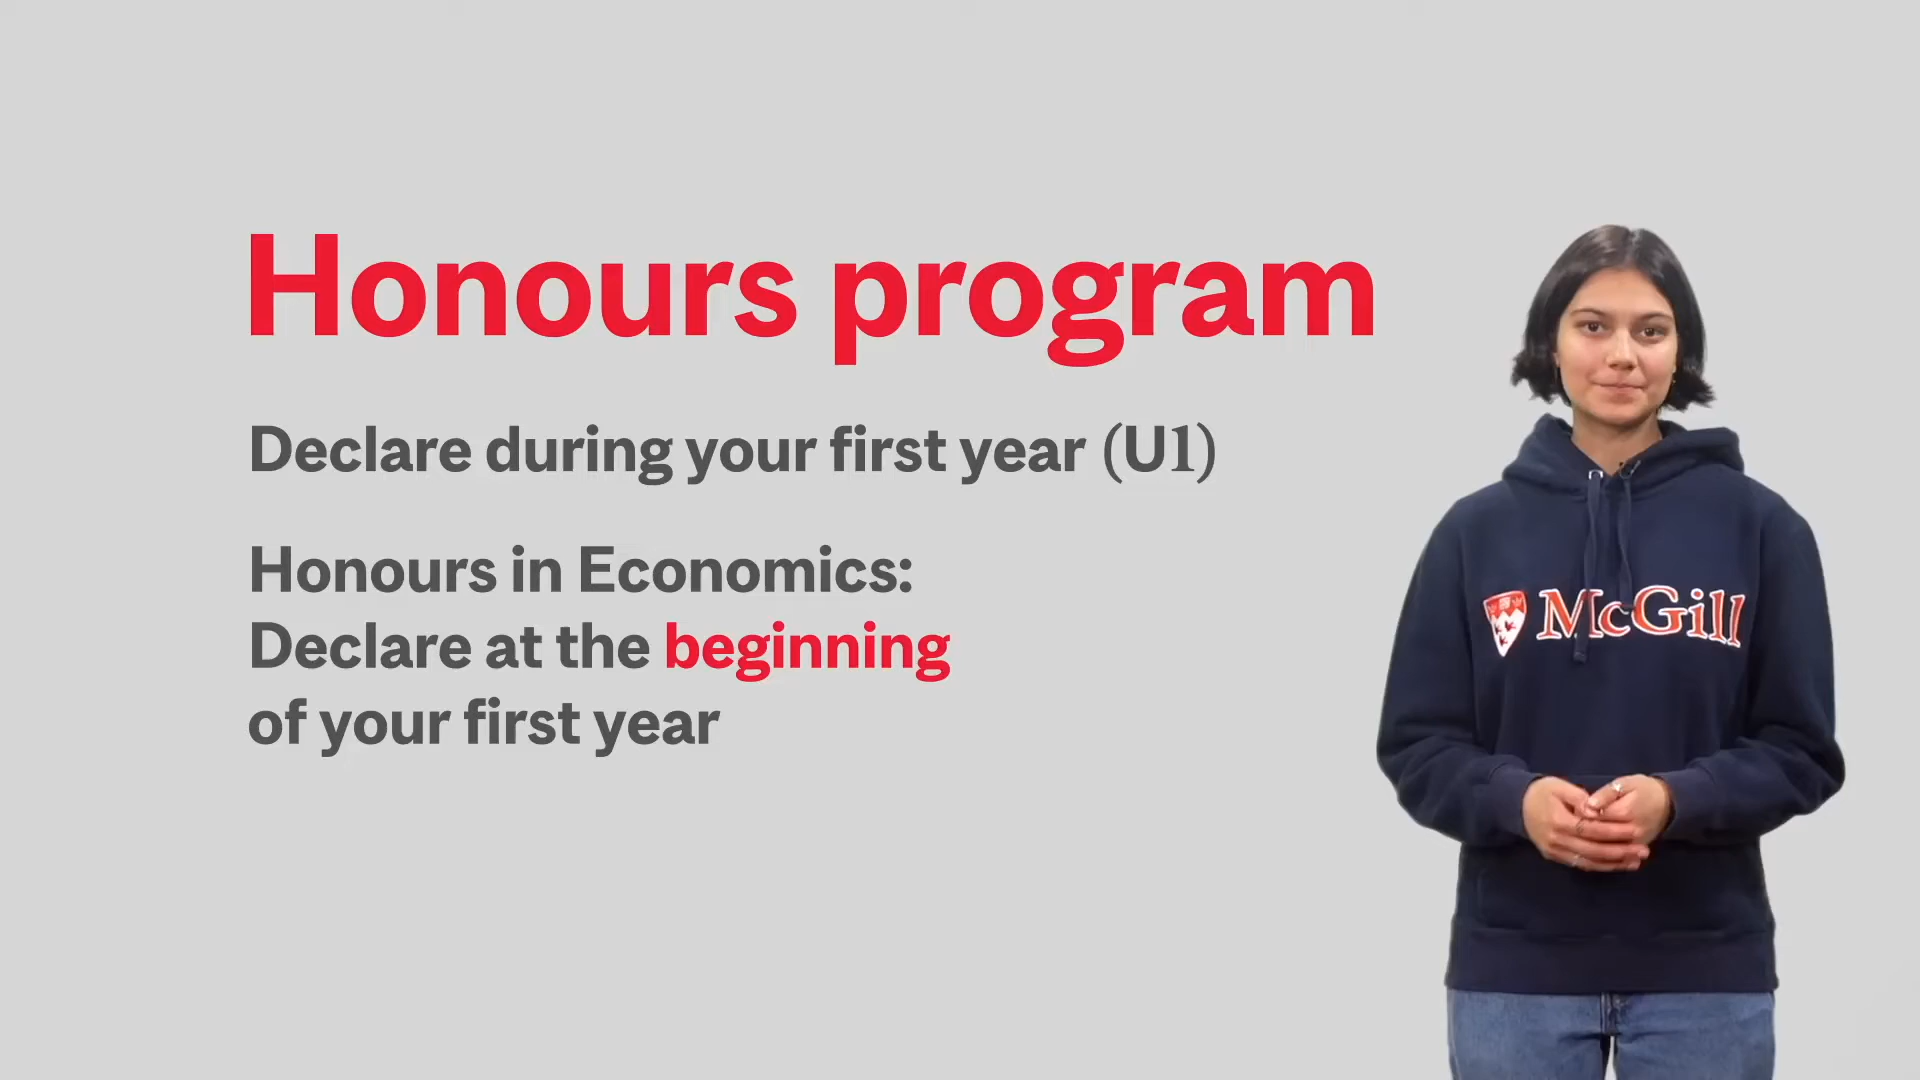 Honours program
Declare during your first year (U1)
Honours in Economics:
Declare at the beginning
of your first year
McGill